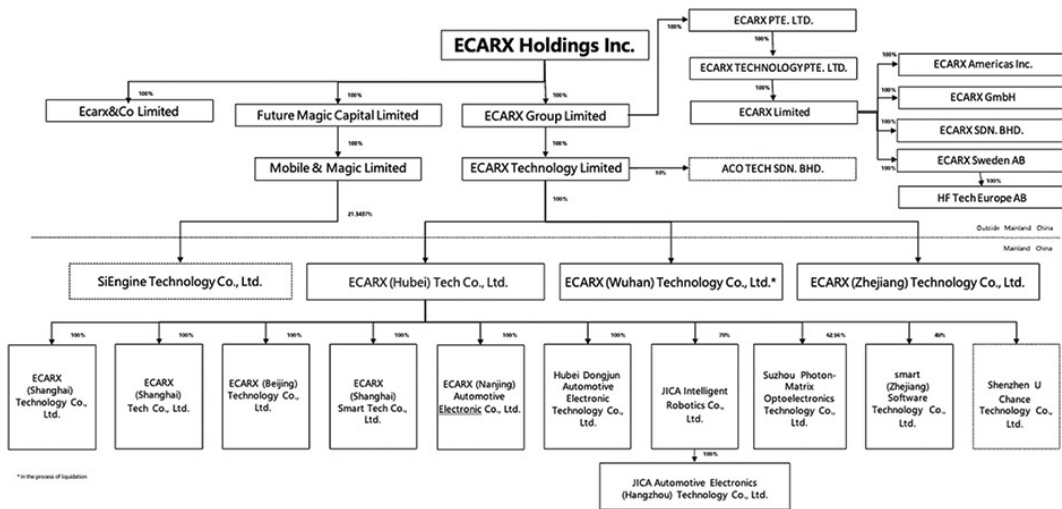 ECARX Holdings Inc.
100%
ECARX PTE. LTD.
100%
ECARX TECHNOLOGY PTE. LTD.
100%
ECARX Limited
100%
ECARX Americas Inc.
100%
ECARX GmbH
100%
ECARX SDN. BHD.
100%
ECARX Sweden AB
100%
HF Tech Europe AB
100%
Ecarx&Co Limited
100%
Future Magic Capital Limited
100%
ECARX Group Limited
100%
Mobile & Magic Limited
100%
ECARX Technology Limited
10%
ACO TECH SDN. BHD.
21.3437%
100%
Outside Mainland China
Mainland China
SiEngine Technology Co., Ltd.
ECARX (Hubei) Tech Co., Ltd.
ECARX (Wuhan) Technology Co., Ltd.*
ECARX (Zhejiang) Technology Co., Ltd.
100%
100%
100%
100%
100%
100%
70%
62.56%
49%
ECARX
(Shanghai)
Technology Co.,
Ltd.
ECARX
(Shanghai)
Tech Co., Ltd.
ECARX (Beijing)
Technology Co.,
Ltd.
ECARX
(Shanghai)
Smart Tech Co.,
Ltd.
ECARX (Nanjing)
Automotive
Electronic Co., Ltd.
Hubei Dongjun
Automotive
Electronic
Technology Co.,
Ltd.
JICA Intelligent
Robotics Co.,
Ltd.
Suzhou Photon-
Matrix
Optoelectronics
Technology Co.,
Ltd.
smart
(Zhejiang)
Software
Technology Co.,
Ltd.
Shenzhen U
Chance
Technology Co.,
Ltd.
100%
JICA Automotive Electronics
(Hangzhou) Technology Co., Ltd.
* In the process of liquidation